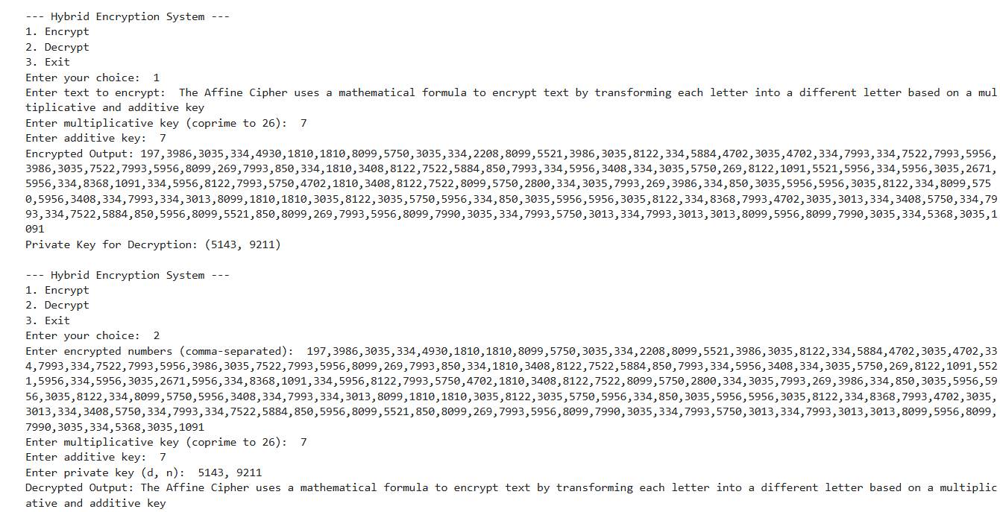 --- Hybrid Encryption System ---
1. Encrypt
2. Decrypt
3. Exit
Enter your choice:  1
Enter text to encrypt:  The Affine Cipher uses a mathematical formula to encrypt text by transforming each letter into a different letter based on a mul
tiplicative and additive key
Enter multiplicative key (coprime to 26):  7
Enter additive key:  7
Encrypted Output: 197,3986,3035,334,4930,1810,1810,8099,5750,3035,334,2208,8099,5521,3986,3035,8122,334,5884,4702,3035,4702,334,7993,334,7522,7993,5956,
3986,3035,7522,7993,5956,8099,269,7993,850,334,1810,3408,8122,7522,5884,850,7993,334,5956,3408,334,3035,5750,269,8122,1091,5521,5956,334,5956,3035,2671,
5956,334,8368,1091,334,5956,8122,7993,5750,4702,1810,3408,8122,7522,8099,5750,2800,334,3035,7993,269,3986,334,850,3035,5956,5956,3035,8122,334,8099,575
0,5956,3408,334,7993,334,3013,8099,1810,1810,3035,8122,3035,5750,5956,334,850,3035,5956,5956,3035,8122,334,8368,7993,4702,3035,3013,334,3408,5750,334,79
93,334,7522,5884,850,5956,8099,5521,850,8099,269,7993,5956,8099,7990,3035,334,7993,5750,3013,334,7993,3013,3013,8099,5956,8099,7990,3035,334,5368,3035,1
091
Private Key for Decryption: (5143, 9211)
--- Hybrid Encryption System ---
1. Encrypt
2. Decrypt
3. Exit
Enter your choice:  2
Enter encrypted numbers (comma-separated):  197,3986,3035,334,4930,1810,1810,8099,5750,3035,334,2208,8099,5521,3986,3035,8122,334,5884,4702,3035,4702,33
4,7993,334,7522,7993,5956,3986,3035,7522,7993,5956,8099,269,7993,850,334,1810,3408,8122,7522,5884,850,7993,334,5956,3408,334,3035,5750,269,8122,1091,552
1,5956,334,5956,3035,2671,5956,334,8368,1091,334,5956,8122,7993,5750,4702,1810,3408,8122,7522,8099,5750,2800,334,3035,7993,269,3986,334,850,3035,5956,59
56,3035,8122,334,8099,5750,5956,3408,334,7993,334,3013,8099,1810,1810,3035,8122,3035,5750,5956,334,850,3035,5956,5956,3035,8122,334,8368,7993,4702,3035,
3013,334,3408,5750,334,7993,334,7522,5884,850,5956,8099,5521,850,8099,269,7993,5956,8099,7990,3035,334,7993,5750,3013,334,7993,3013,3013,8099,5956,8099,
7990,3035,334,5368,3035,1091
Enter multiplicative key (coprime to 26):  7
Enter additive key:  7
Enter private key (d, n):  5143, 9211
Decrypted Output: The Affine Cipher uses a mathematical formula to encrypt text by transforming each letter into a different letter based on a multiplic
ative and additive key